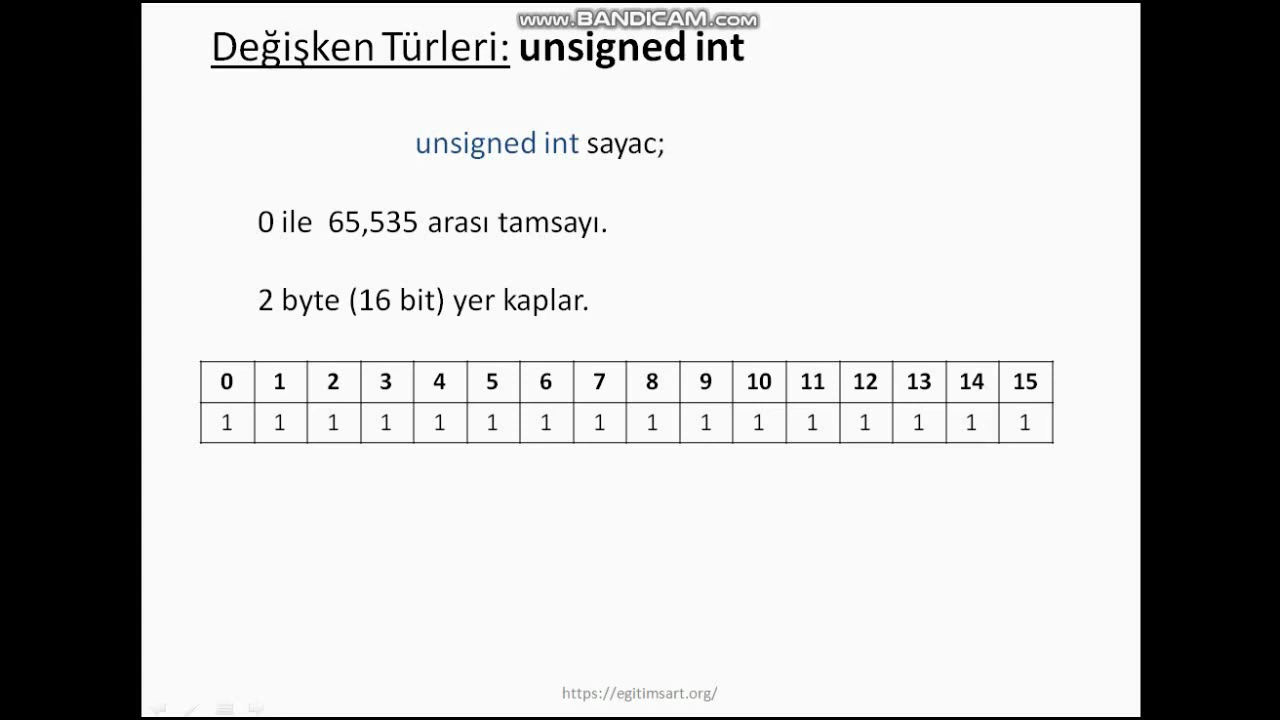 www.BANDICAM.com
Değişken Türleri: unsigned int
unsigned int sayac;
0 ile 65,535 arası tamsayı.
2 byte (16 bit) yer kaplar.
0 1 2 3 4 5 6 7 8 9 10 11 12 13 14 15
1 1 1 1 1 1 1 1 1 1 1 1 1 1 1 1
https://egitimsart.org/